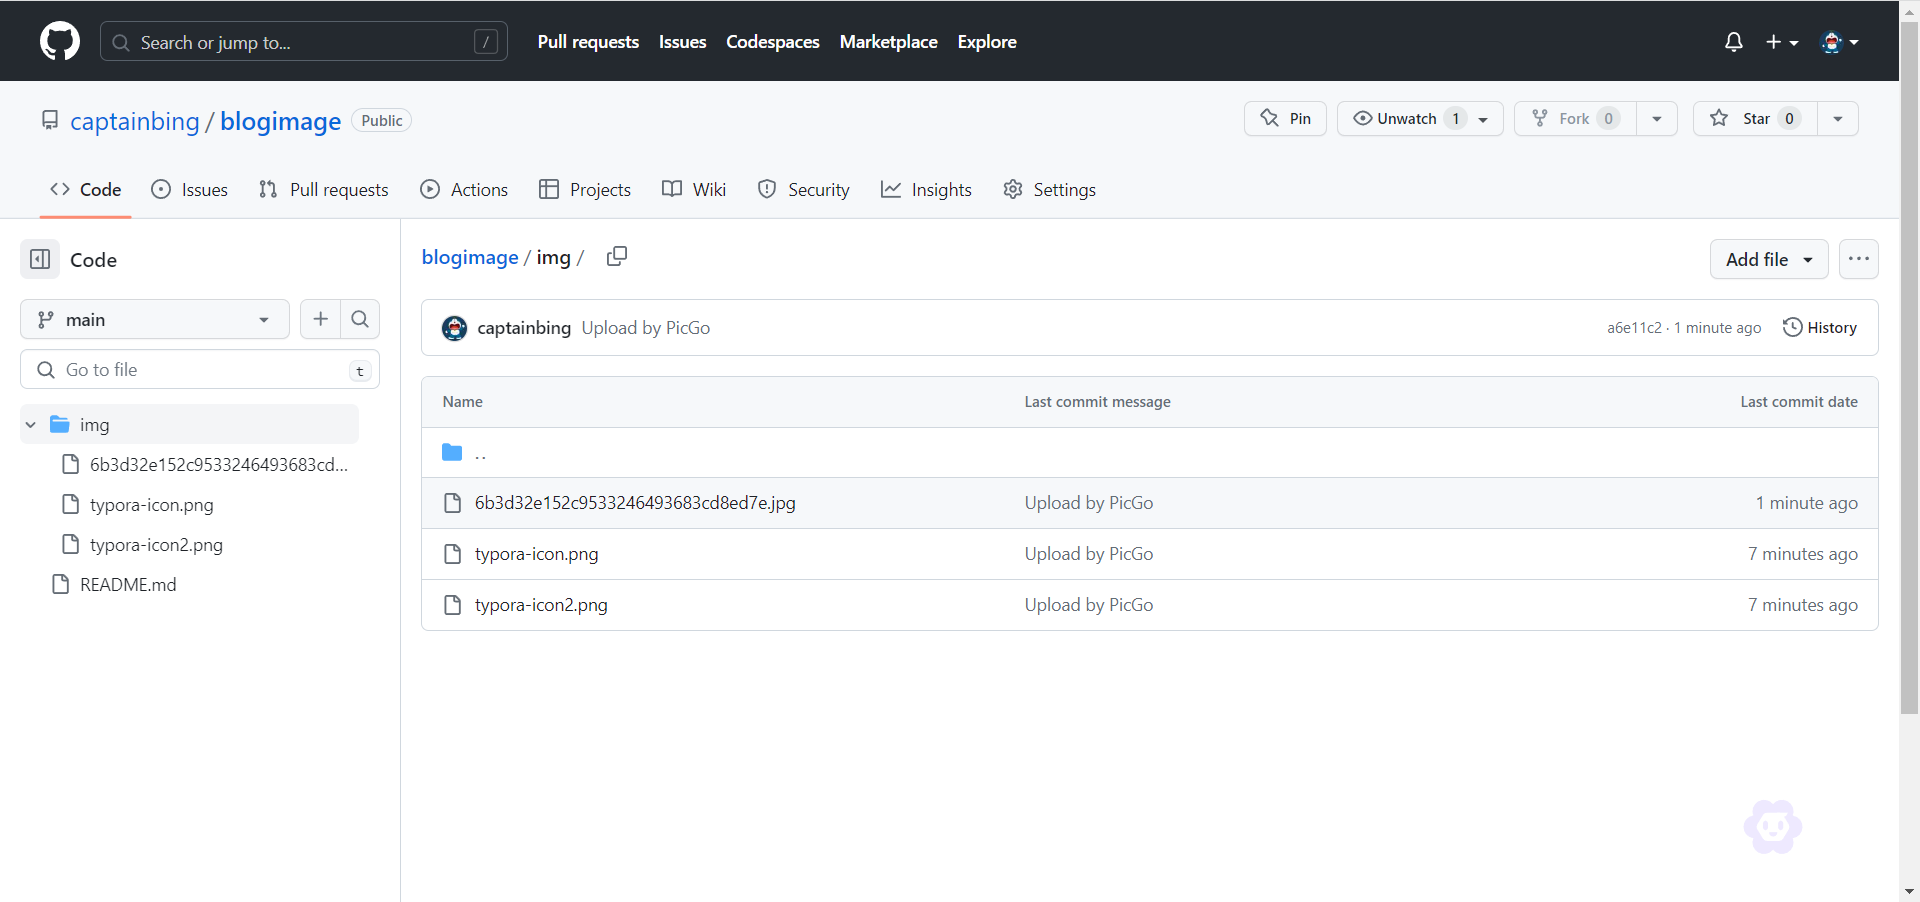 Search or jump to... / Pull requests Issues Codespaces Marketplace Explore
captainbing / blogimage Public Pin Unwatch 1 Fork 0 Star 0
Code Issues Pull requests Actions Projects Wiki Security Insights Settings
Code
main
Go to file t
img
6b3d32e152c9533246493683cd...
typora-icon.png
typora-icon2.png
README.md
blogimage / img / Add file ...
captainbing Upload by PicGo a6e11c2 · 1 minute ago History
Name Last commit message Last commit date
..
6b3d32e152c9533246493683cd8ed7e.jpg Upload by PicGo 1 minute ago
typora-icon.png Upload by PicGo 7 minutes ago
typora-icon2.png Upload by PicGo 7 minutes ago